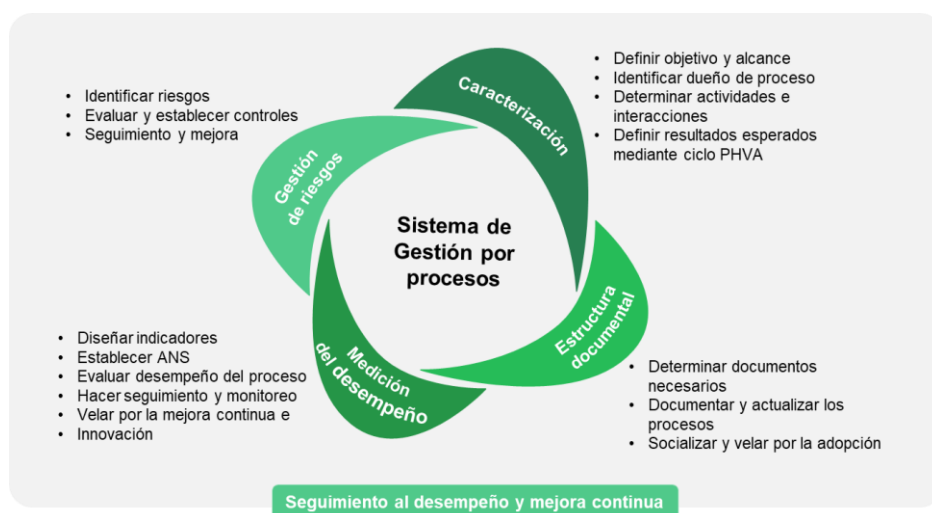 Caracterización
• Definir objetivo y alcance
• Identificar dueño de proceso
• Determinar actividades e
interacciones
• Definir resultados esperados
mediante ciclo PHVA
• Identificar riesgos
• Evaluar y establecer controles
• Seguimiento y mejora
Gestión
de riesgos
Sistema de
Gestión por
procesos
Estructura
documental
• Determinar documentos
necesarios
• Documentar y actualizar los
procesos
• Socializar y velar por la adopción
Medición
del desempeño
• Diseñar indicadores
• Establecer ANS
• Evaluar desempeño del proceso
• Hacer seguimiento y monitoreo
• Velar por la mejora continua e
• Innovación
Seguimiento al desempeño y mejora continua